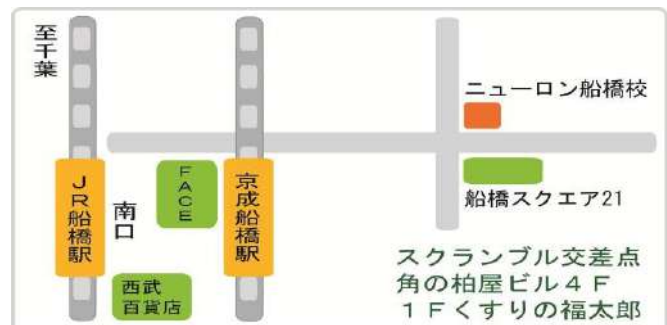 至千葉
JR船橋駅
南口
FACE
京成船橋駅
西武
百貨店
ニューロン船橋校
船橋スクエア21
スクランブル交差点
角の柏屋ビル4F
1Fくすりの福太郎